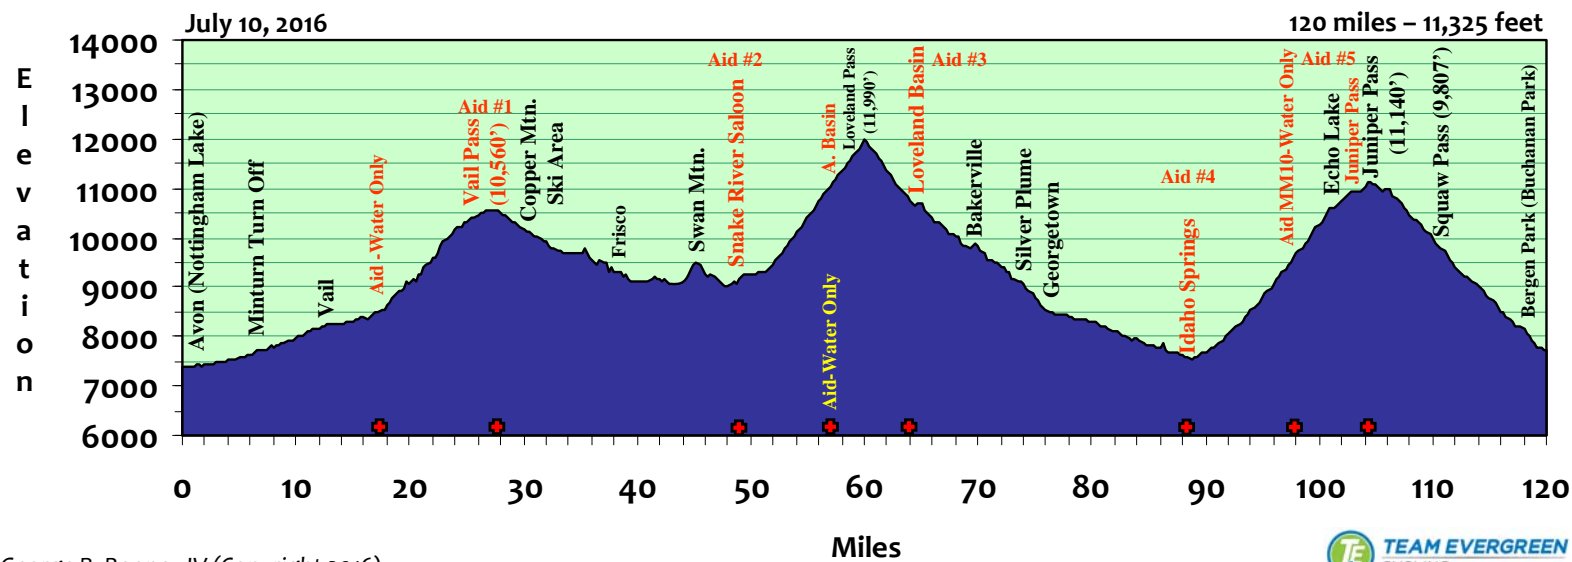 July 10, 2016
120 miles – 11,325 feet
Elevation
14000
13000
12000
11000
10000
9000
8000
7000
6000
Avon (Nottingham Lake)
Minturn Turn Off
Vail
Aid -Water Only
Aid #1
Vail Pass
(10,560’)
Copper Mtn.
Ski Area
Frisco
Swan Mtn.
Aid #2
Snake River Saloon
A. Basin
Aid-Water Only
Loveland Pass
(11,990’)
Aid #3
Loveland Basin
Bakerville
Silver Plume
Georgetown
Aid #4
Idaho Springs
Aid MM10-Water Only
Aid #5
Echo Lake
Juniper Pass
Juniper Pass
(11,140’)
Squaw Pass (9,807’)
Bergen Park (Buchanan Park)
0 10 20 30 40 50 60 70 80 90 100 110 120
Miles
TE
TEAM EVERGREEN